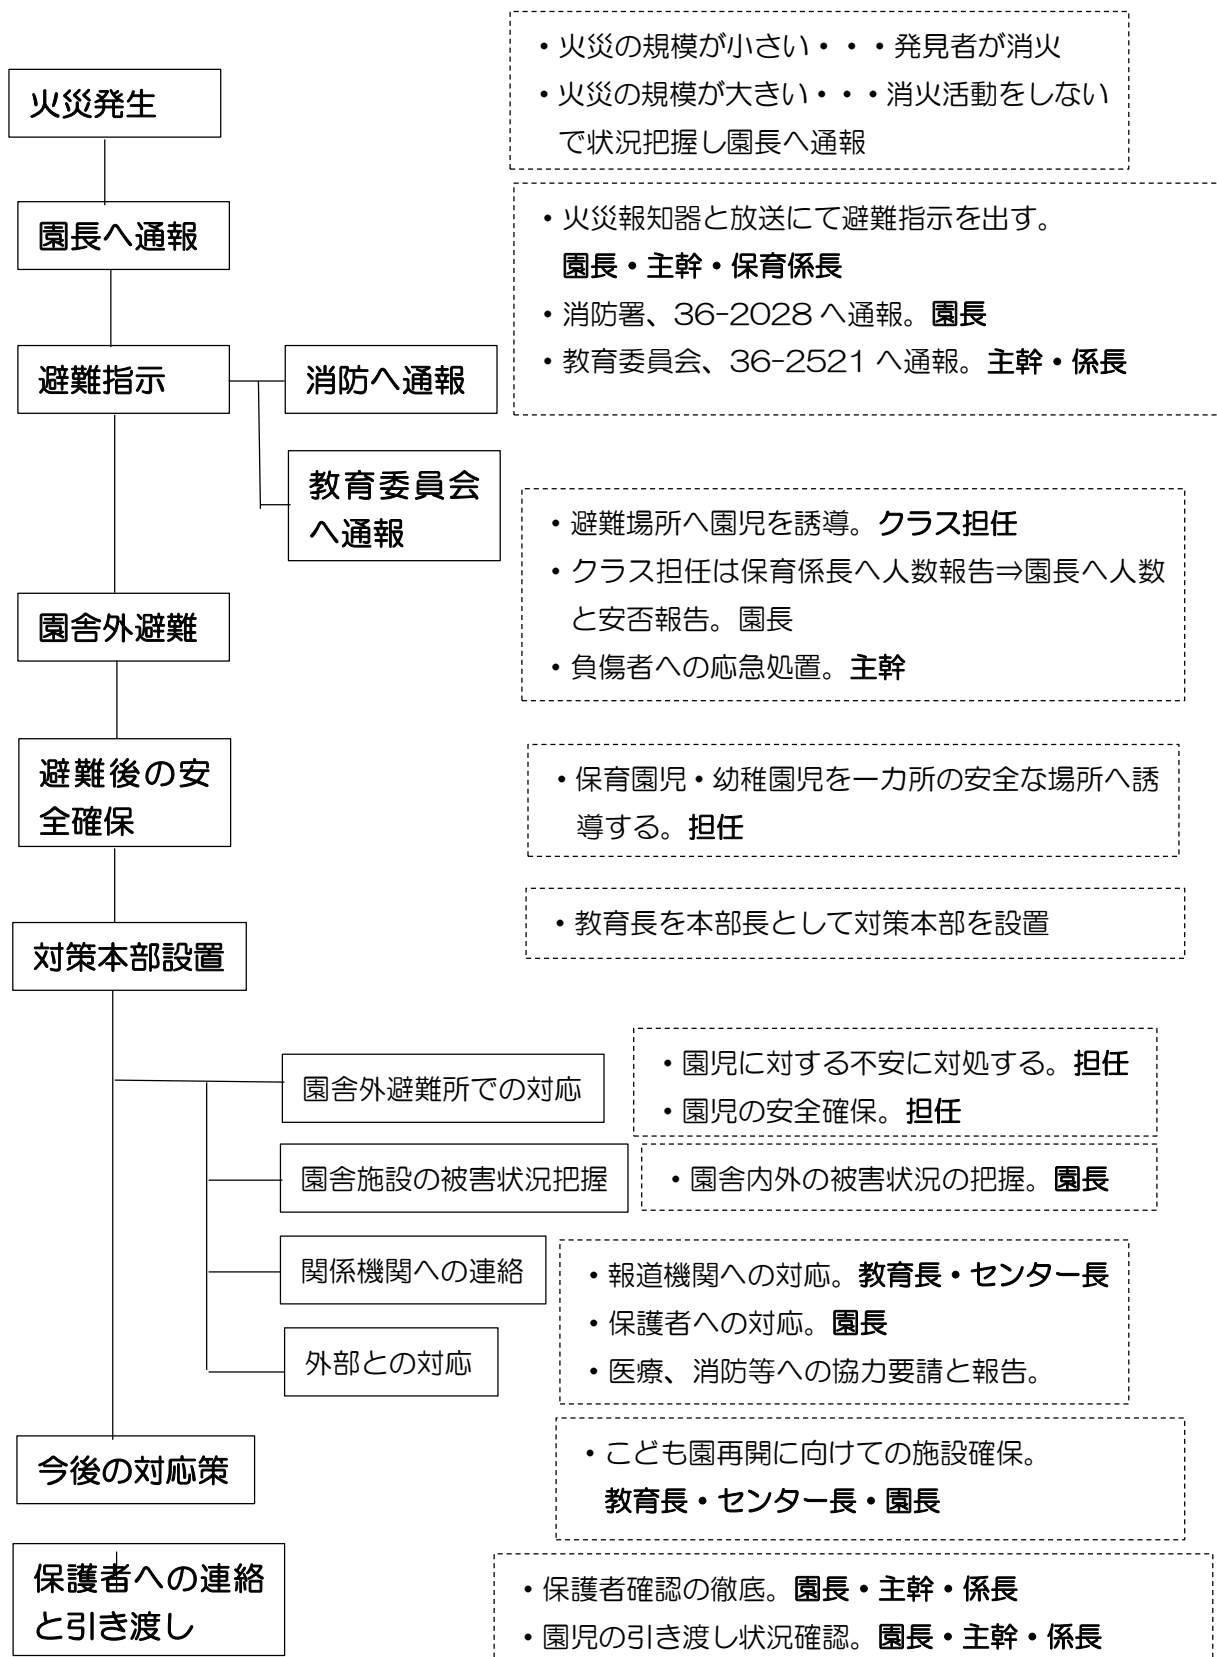 ・火災の規模が小さい・・・発見者が消火
・火災の規模が大きい・・・消火活動をしない
で状況把握し園長へ通報
火災発生
園長へ通報
・火災報知器と放送にて避難指示を出す。
園長・主幹・保育係長
・消防署、36-2028 へ通報。園長
・教育委員会、36-2521 へ通報。主幹・係長
避難指示
消防へ通報
教育委員会
へ通報
・避難場所へ園児を誘導。クラス担任
・クラス担任は保育係長へ人数報告⇒園長へ人数
と安否報告。園長
・負傷者への応急処置。主幹
園舎外避難
避難後の安
全確保
・保育園児・幼稚園児を一カ所の安全な場所へ誘
導する。担任
対策本部設置
・教育長を本部長として対策本部を設置
園舎外避難所での対応
・園児に対する不安に対処する。担任
・園児の安全確保。担任
園舎施設の被害状況把握
・園舎内外の被害状況の把握。園長
関係機関への連絡
・報道機関への対応。教育長・センター長
・保護者への対応。園長
・医療、消防等への協力要請と報告。
外部との対応
今後の対応策
・こども園再開に向けての施設確保。
教育長・センター長・園長
保護者への連絡
と引き渡し
・保護者確認の徹底。園長・主幹・係長
・園児の引き渡し状況確認。園長・主幹・係長